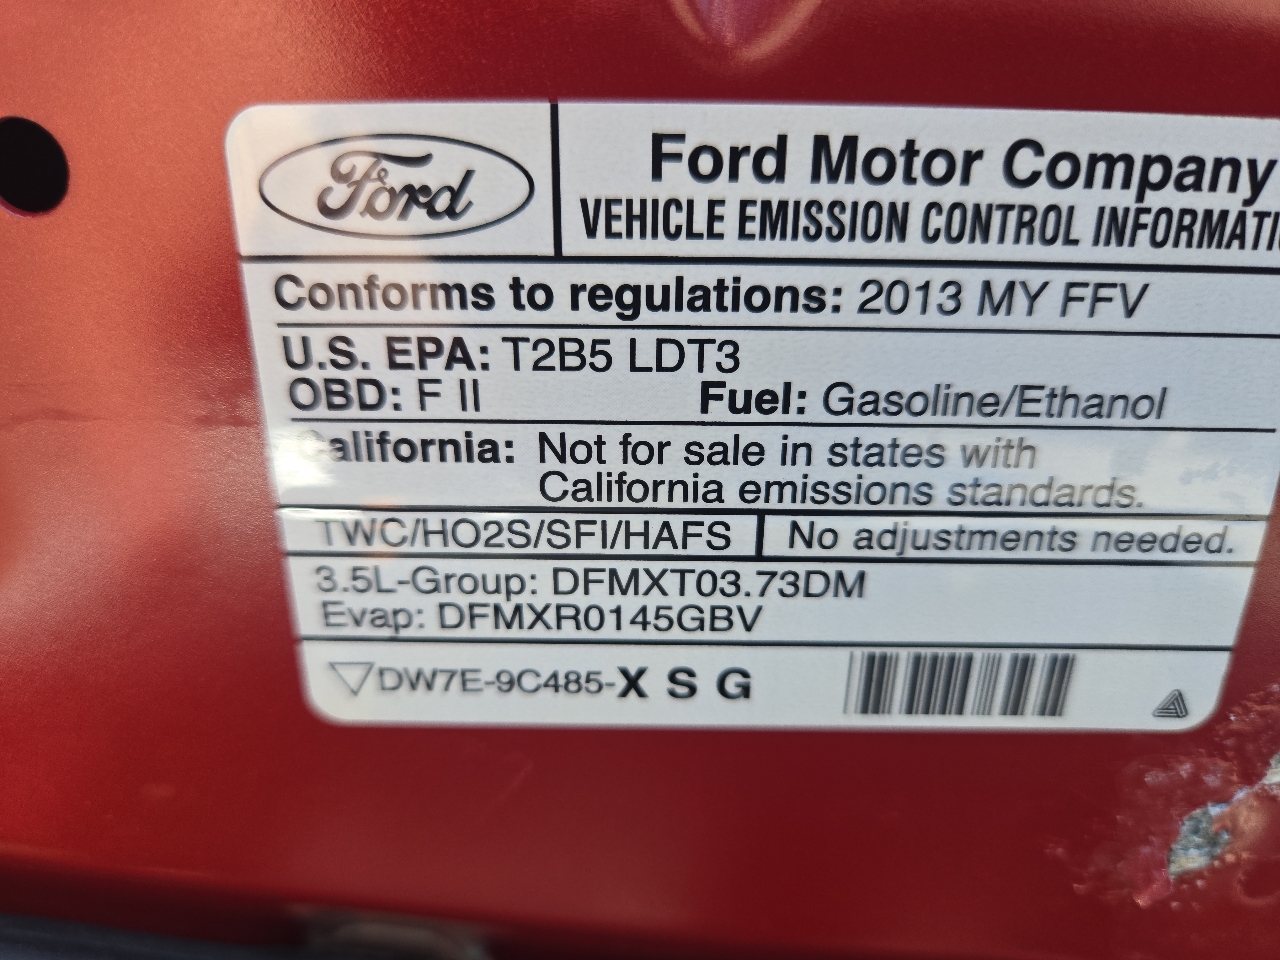 Ford
Ford Motor Company
VEHICLE EMISSION CONTROL
Conforms to regulations: 2013 MY FFV
U.S. EPA: T2B5 LDT3
OBD: F II Fuel: Gasoline/Ethanol
California: Not for sale in states with
California emissions standards.
TWC/HO2S/SFI/HAFS No adjustments needed.
3.5L-Group: DFMXT03.73DM
Evap: DFMXR0145GBV
DW7E-9C485-X S G